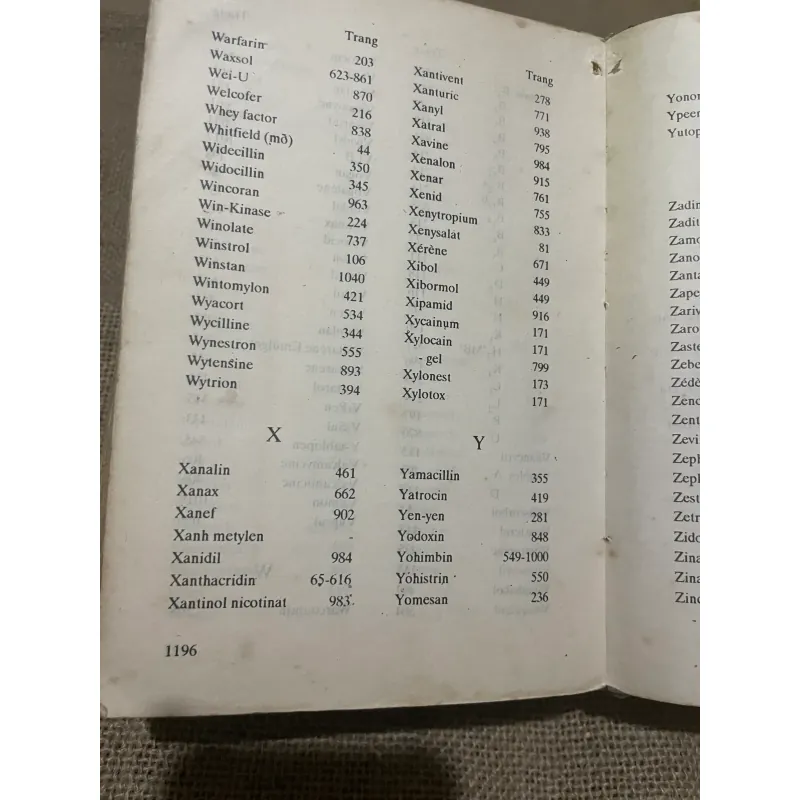 Trang
Warfarin 203
Waxsol 623-861
Wei-U 870
Welcofer 216
Whey factor 838
Whitfield (mỡ) 44
Widecillin 350
Widocillin 345
Wincoran 963
Win-Kinase 224
Winolate 737
Winstrol 106
Winstan 1040
Wintomylon 421
Wyacort 534
Wycilline 344
Wynestron 555
Wytensine 893
Wytrion 394
X
Xanalin 461
Xanax 662
Xanef 902
Xanh metylen -
Xanidil 984
Xanthacridin 65-616
Xantinol nicotinat 983
1196
Trang
Xantivent 278
Xanturic 771
Xanyl 938
Xatral 795
Xavine 984
Xenalon 915
Xenar 761
Xenid 755
Xenytropium 833
Xenysalat 81
Xérène 671
Xibol 449
Xibormol 449
Xipamid 916
Xycainum 171
Xylocain 171
- gel 799
Xylonest 173
Xylotox 171
Y
Yamacillin 355
Yatrocin 419
Yen-yen 281
Yodoxin 848
Yohimbin 549-1000
Yohistrin 550
Yomesan 236